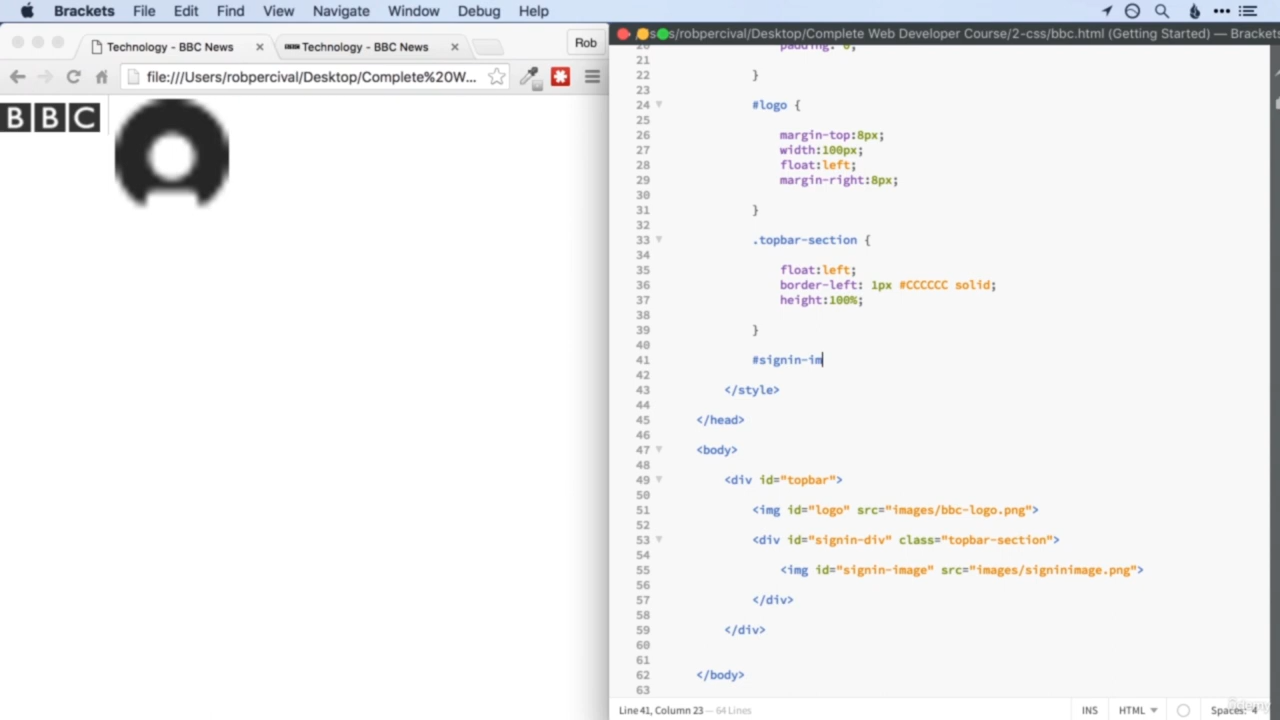 Brackets File Edit Find View Navigate Window Debug Help
Technology - BBC News × Technology - BBC News × Rob
s/robpercival/Desktop/Complete Web Developer Course/2-css/bbc.html (Getting Started) — Brackets
file:///Users/robpercival/Desktop/Complete%20W...
BBC
20 padding: 0;
21
22 }
23
24 #logo {
25
26 margin-top:8px;
27 width:100px;
28 float:left;
29 margin-right:8px;
30
31 }
32
33 .topbar-section {
34
35 float:left;
36 border-left: 1px #CCCCCC solid;
37 height:100%;
38
39 }
40
41 #signin-im
42
43 </style>
44
45 </head>
46
47 <body>
48
49 <div id="topbar">
50
51 <img id="logo" src="images/bbc-logo.png">
52
53 <div id="signin-div" class="topbar-section">
54
55 <img id="signin-image" src="images/signinimage.png">
56
57 </div>
58
59 </div>
60
61
62 </body>
63
Line 41, Column 23 — 64 Lines INS HTML Spaces: 4